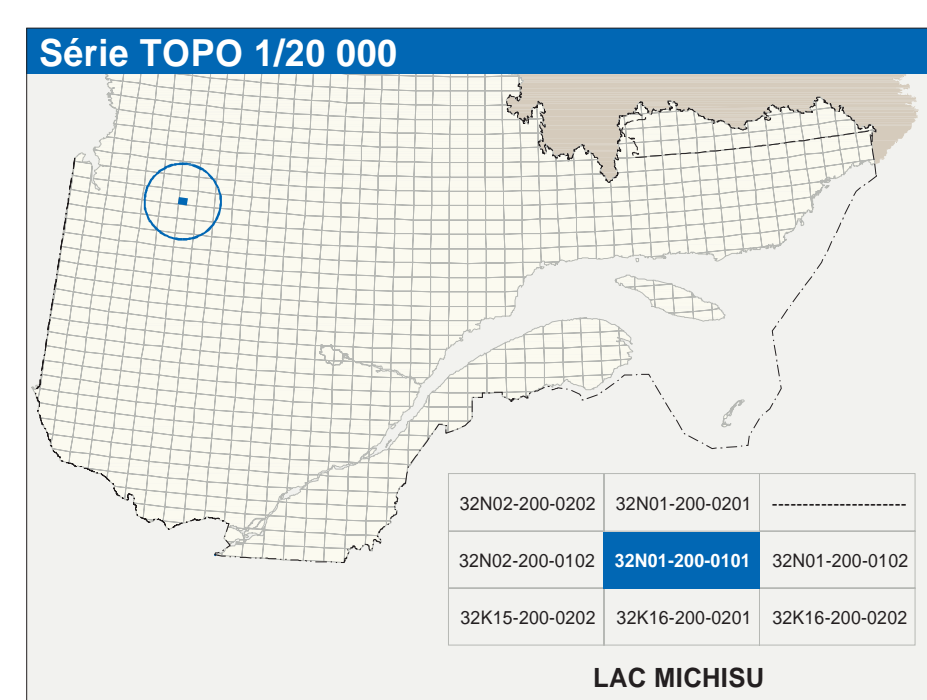 Série TOPO 1/20 000
32N02-200-0202 32N01-200-0201 ----------------------
32N02-200-0102 32N01-200-0101 32N01-200-0102
32K15-200-0202 32K16-200-0201 32K16-200-0202
LAC MICHISU